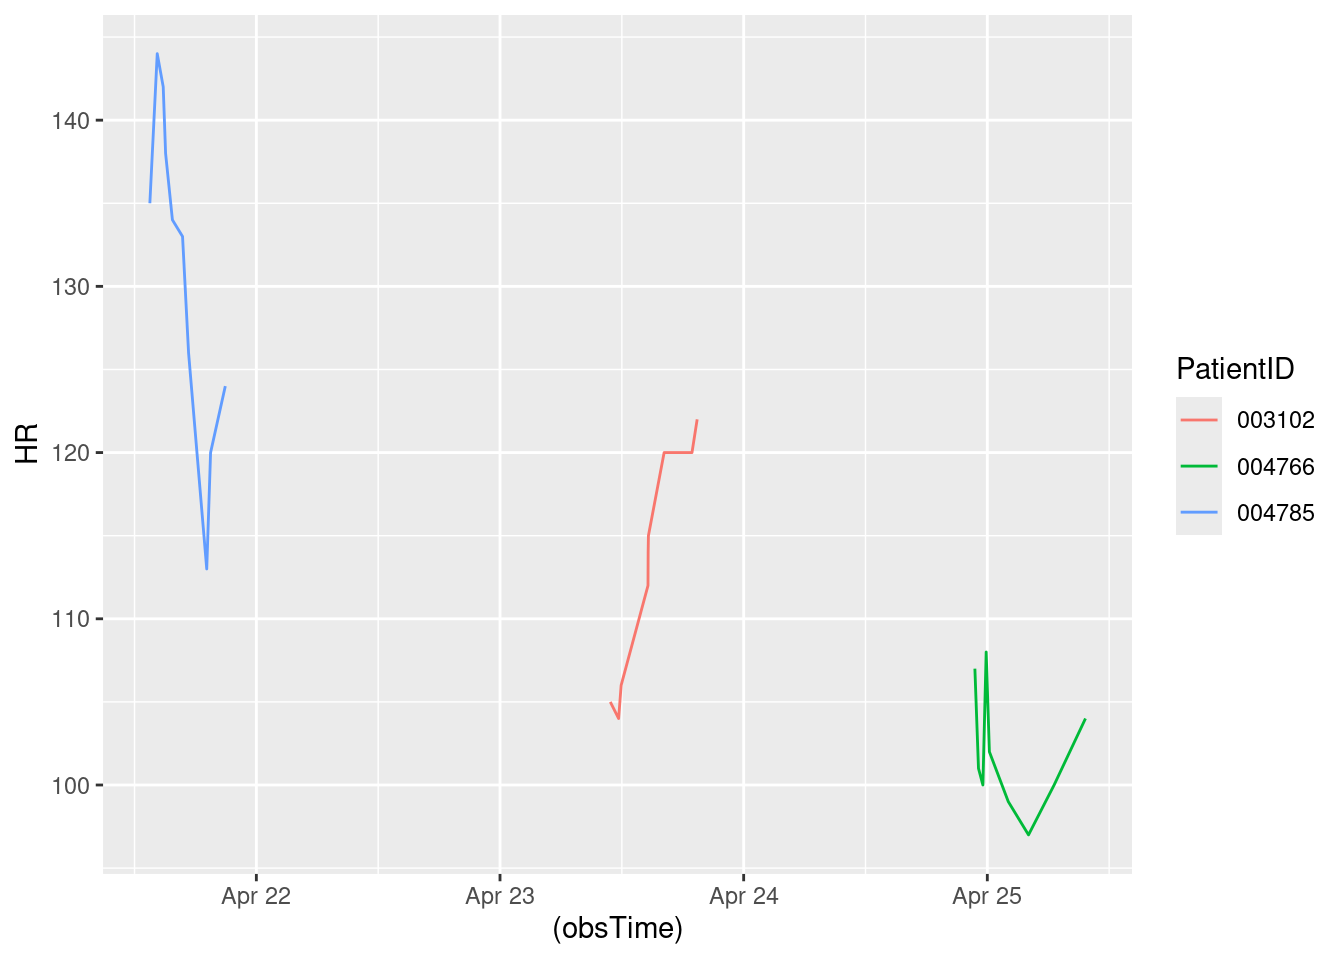 140
130
120
110
100
HR
Apr 22
Apr 23
Apr 24
Apr 25
(obsTime)
PatientID
003102
004766
004785